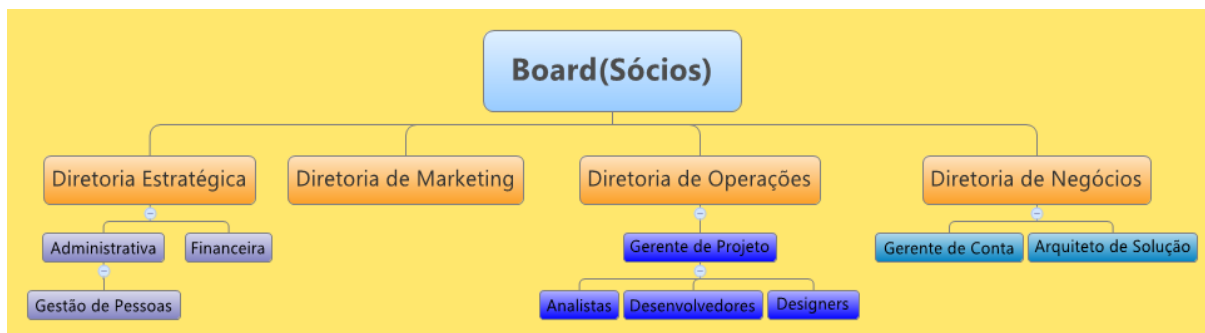 Board(Sócios)
Diretoria Estratégica
Diretoria de Marketing
Diretoria de Operações
Diretoria de Negócios
Administrativa
Financeira
Gerente de Projeto
Gerente de Conta
Arquiteto de Solução
Gestão de Pessoas
Analistas
Desenvolvedores
Designers